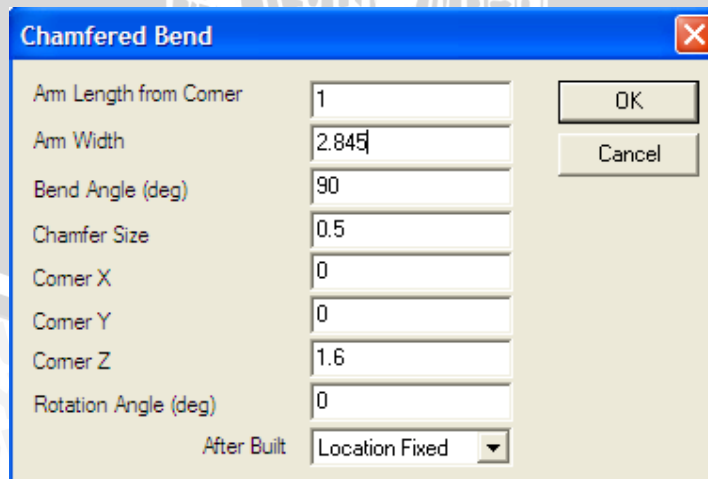 Chamfered Bend
Arm Length from Corner 1 OK
Arm Width 2.845 Cancel
Bend Angle (deg) 90
Chamfer Size 0.5
Corner X 0
Corner Y 0
Corner Z 1.6
Rotation Angle (deg) 0
After Built Location Fixed